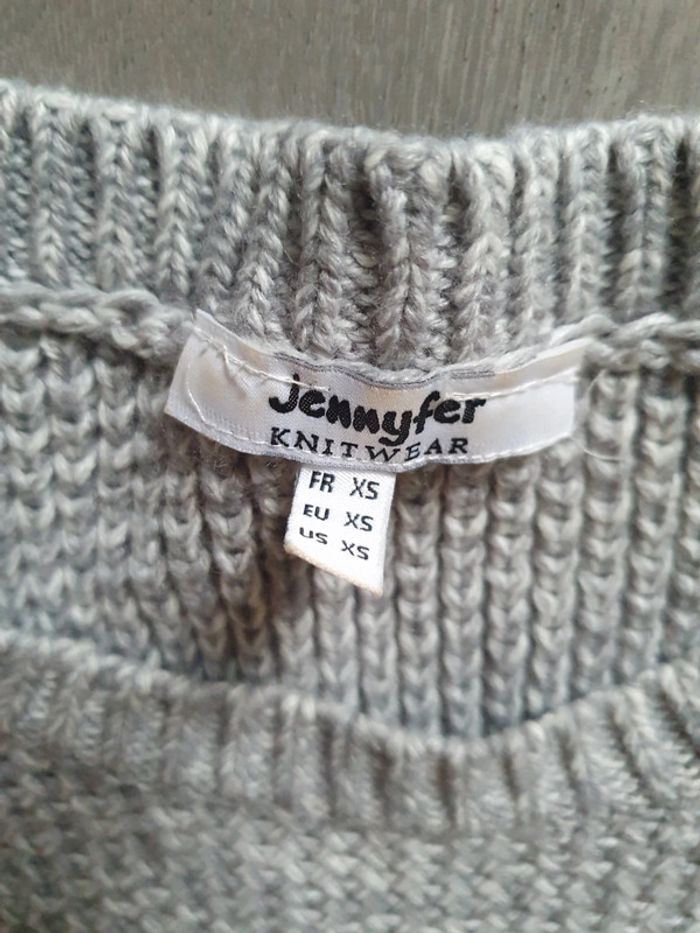 Jennyfer
KNITWEAR
FR XS
EU XS
US XS